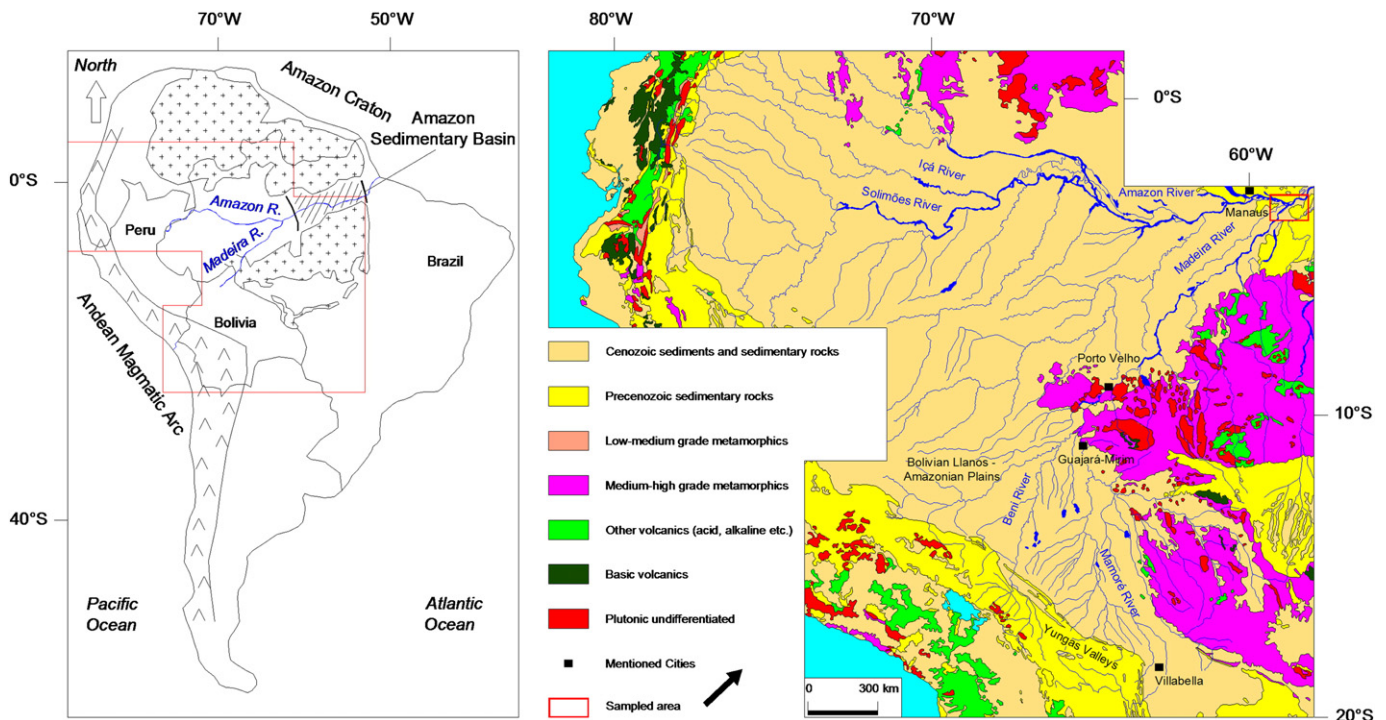 70°W
50°W
North
Amazon Craton
Amazon
Sedimentary Basin
0°S
Amazon R.
Peru
Madeira R.
Brazil
Bolivia
Andean Magmatic Arc
40°S
Pacific
Ocean
Atlantic
Ocean
80°W
70°W
0°S
60°W
Içá River
Solimões River
Amazon River
Manaus
Madeira River
Porto Velho
10°S
Guajará-Mirim
Bolivian Llanos -
Amazonian Plains
Beni River
Mamoré River
Yungas Valleys
Villabella
20°S
Cenozoic sediments and sedimentary rocks
Precenozoic sedimentary rocks
Low-medium grade metamorphics
Medium-high grade metamorphics
Other volcanics (acid, alkaline etc.)
Basic volcanics
Plutonic undifferentiated
Mentioned Cities
Sampled area
0 300 km